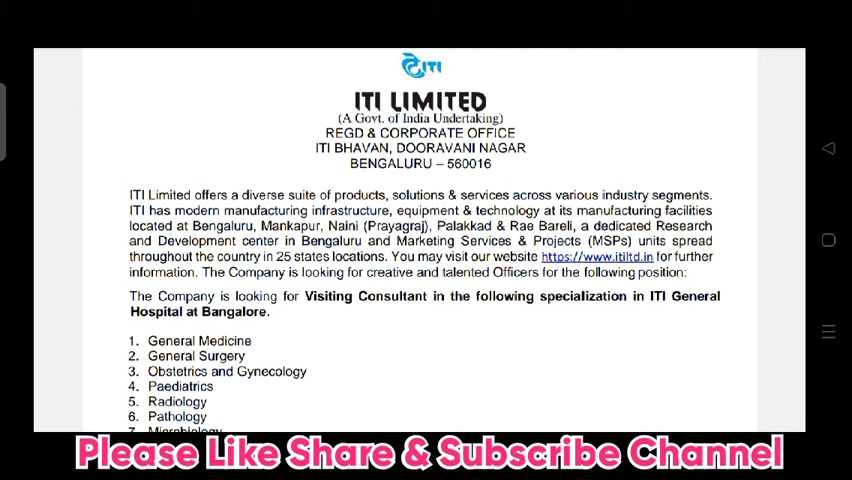 ITI
ITI LIMITED
(A Govt. of India Undertaking)
REGD & CORPORATE OFFICE
ITI BHAVAN, DOORAVANI NAGAR
BENGALURU – 560016
ITI Limited offers a diverse suite of products, solutions & services across various industry segments.
ITI has modern manufacturing infrastructure, equipment & technology at its manufacturing facilities
located at Bengaluru, Mankapur, Naini (Prayagraj), Palakkad & Rae Bareli, a dedicated Research
and Development center in Bengaluru and Marketing Services & Projects (MSPs) units spread
throughout the country in 25 states locations. You may visit our website https://www.itiltd.in for further
information. The Company is looking for creative and talented Officers for the following position:
The Company is looking for Visiting Consultant in the following specialization in ITI General
Hospital at Bangalore.
1. General Medicine
2. General Surgery
3. Obstetrics and Gynecology
4. Paediatrics
5. Radiology
6. Pathology
7. Microbiology
Please Like Share & Subscribe Channel